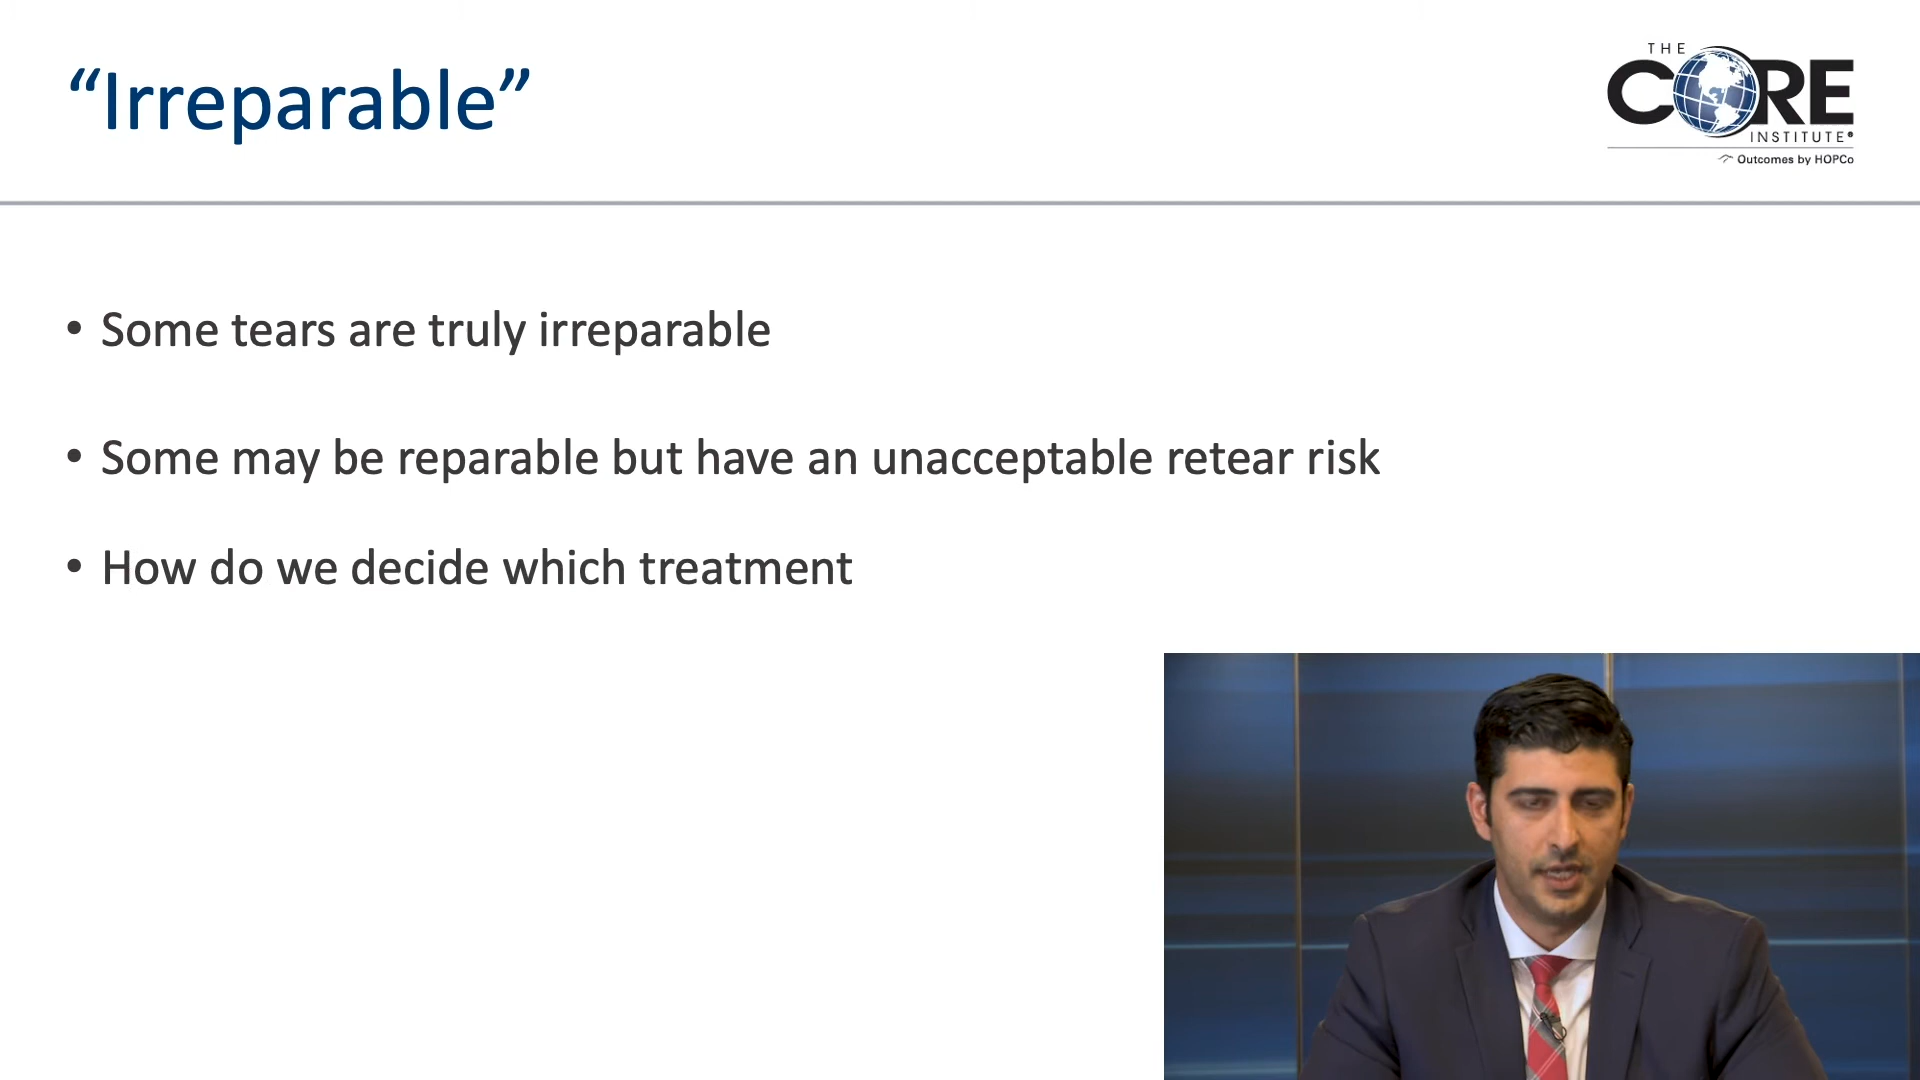 “Irreparable”
THE
CORE
INSTITUTE®
Outcomes by HOPCo
• Some tears are truly irreparable
• Some may be reparable but have an unacceptable retear risk
• How do we decide which treatment